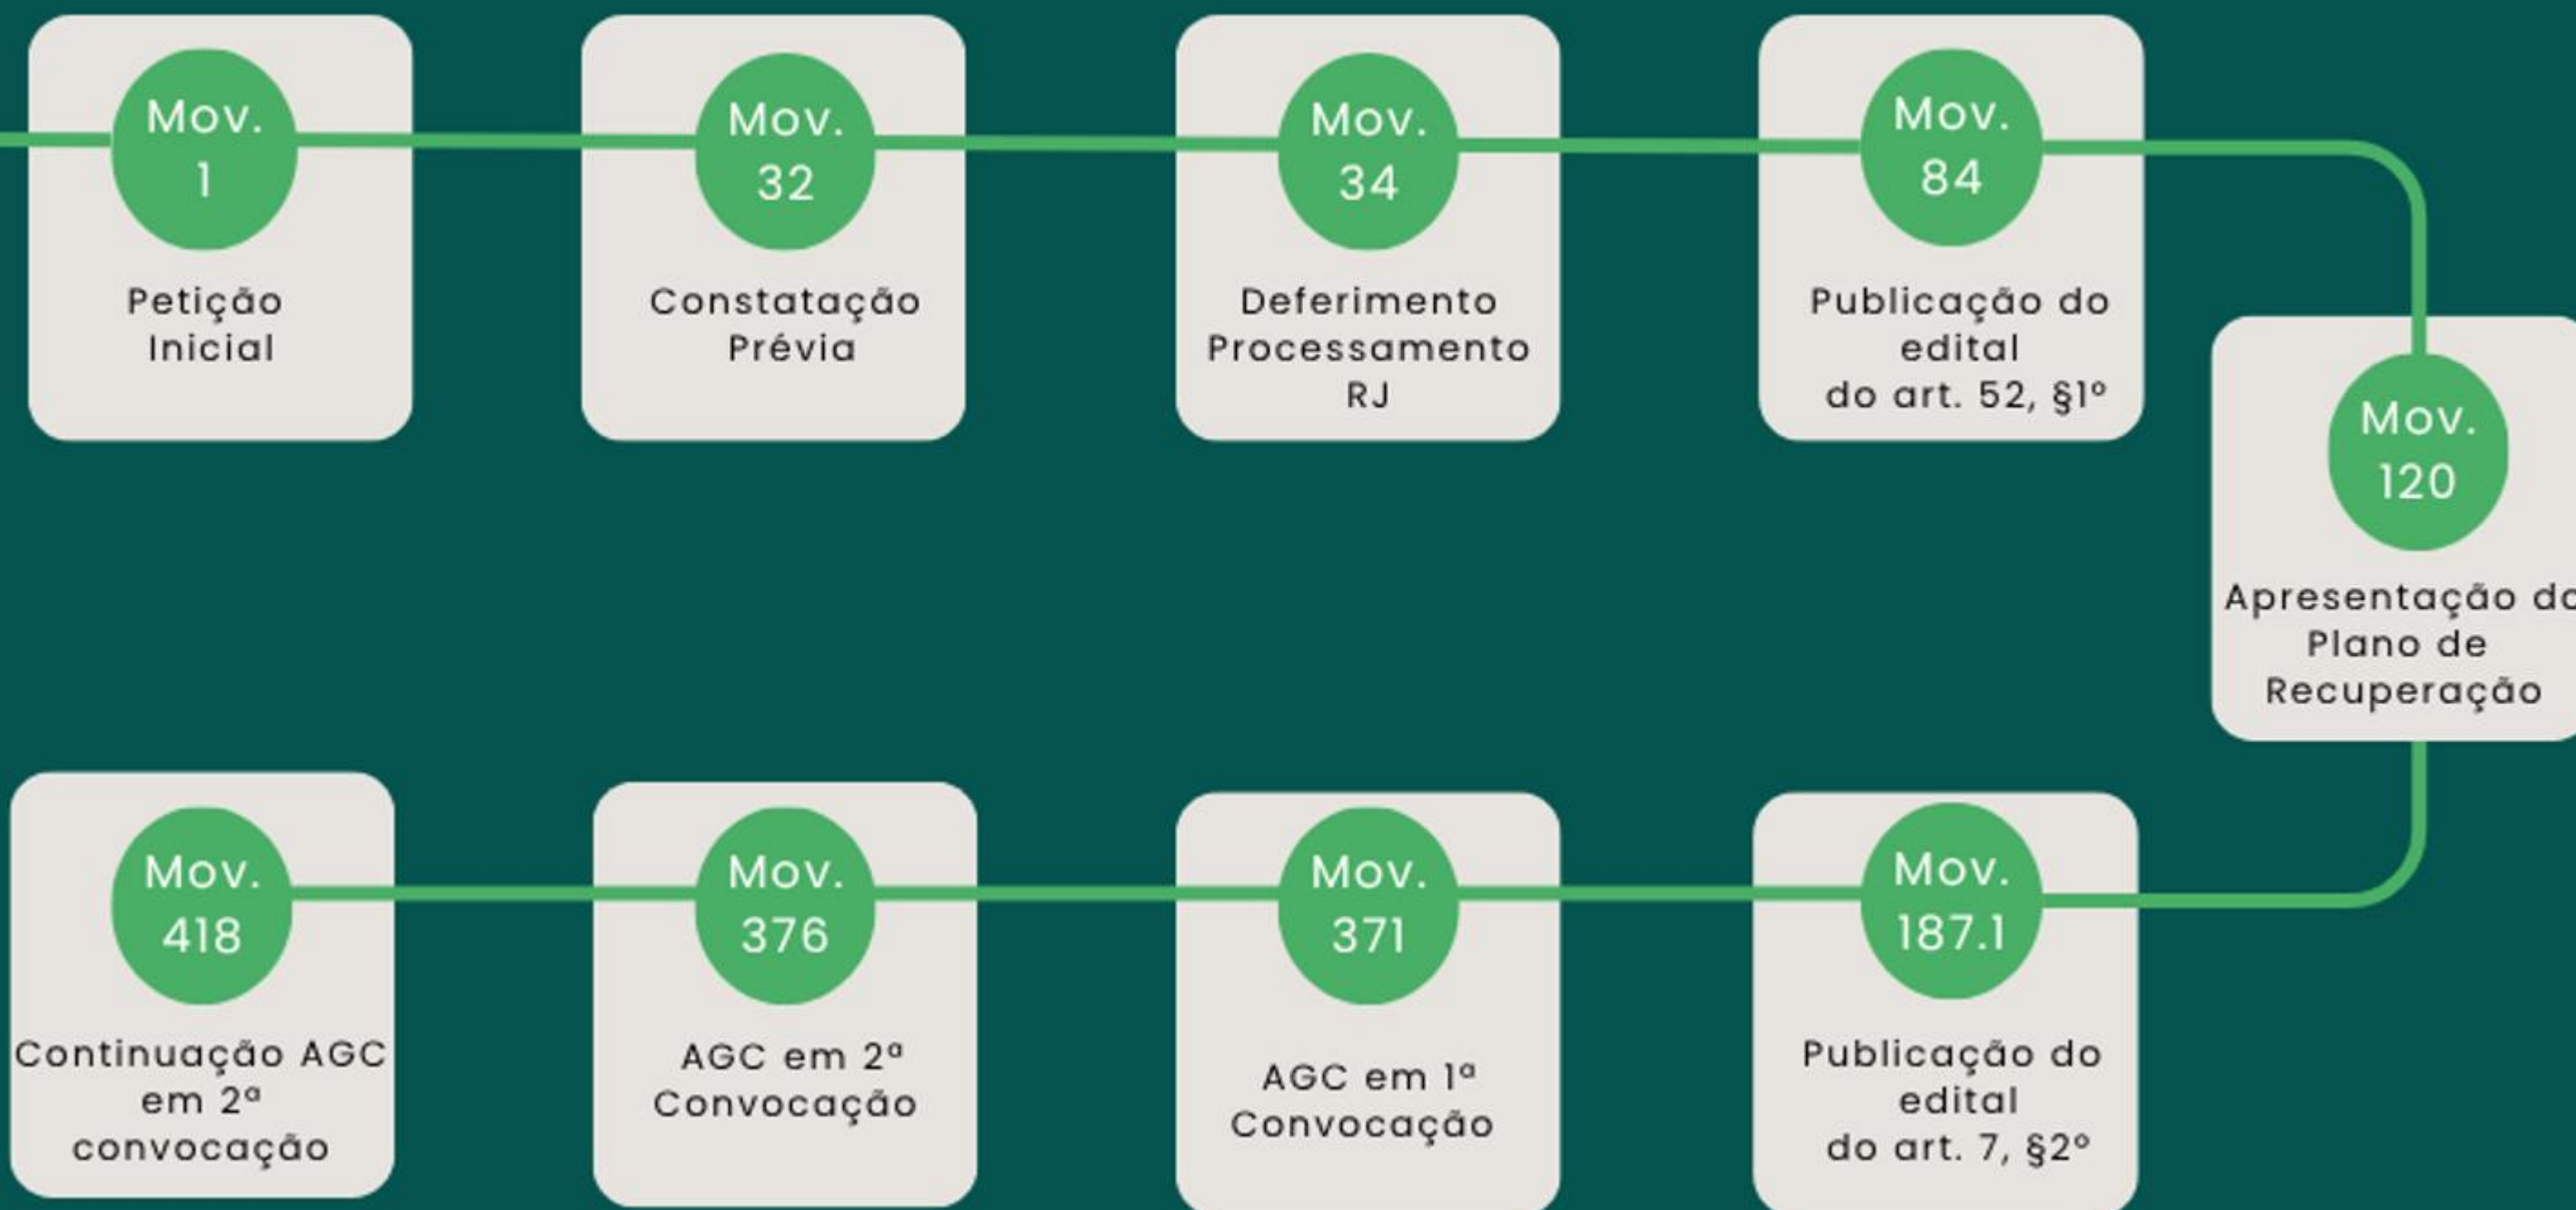 Mov.
1
Petição
Inicial
Mov.
32
Constatação
Prévia
Mov.
34
Deferimento
Processamento
RJ
Mov.
84
Publicação do
edital
do art. 52, §1º
Mov.
120
Apresentação do
Plano de
Recuperação
Mov.
187.1
Publicação do
edital
do art. 7, §2º
Mov.
371
AGC em 1ª
Convocação
Mov.
376
AGC em 2ª
Convocação
Mov.
418
Continuação AGC
em 2ª
convocação